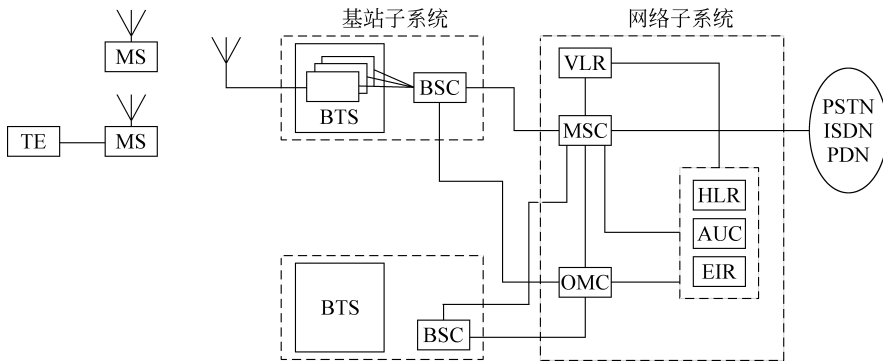 基站子系统
网络子系统
MS
VLR
BSC
BTS
PSTN
ISDN
PDN
MSC
TE
MS
HLR
AUC
EIR
OMC
BTS
BSC